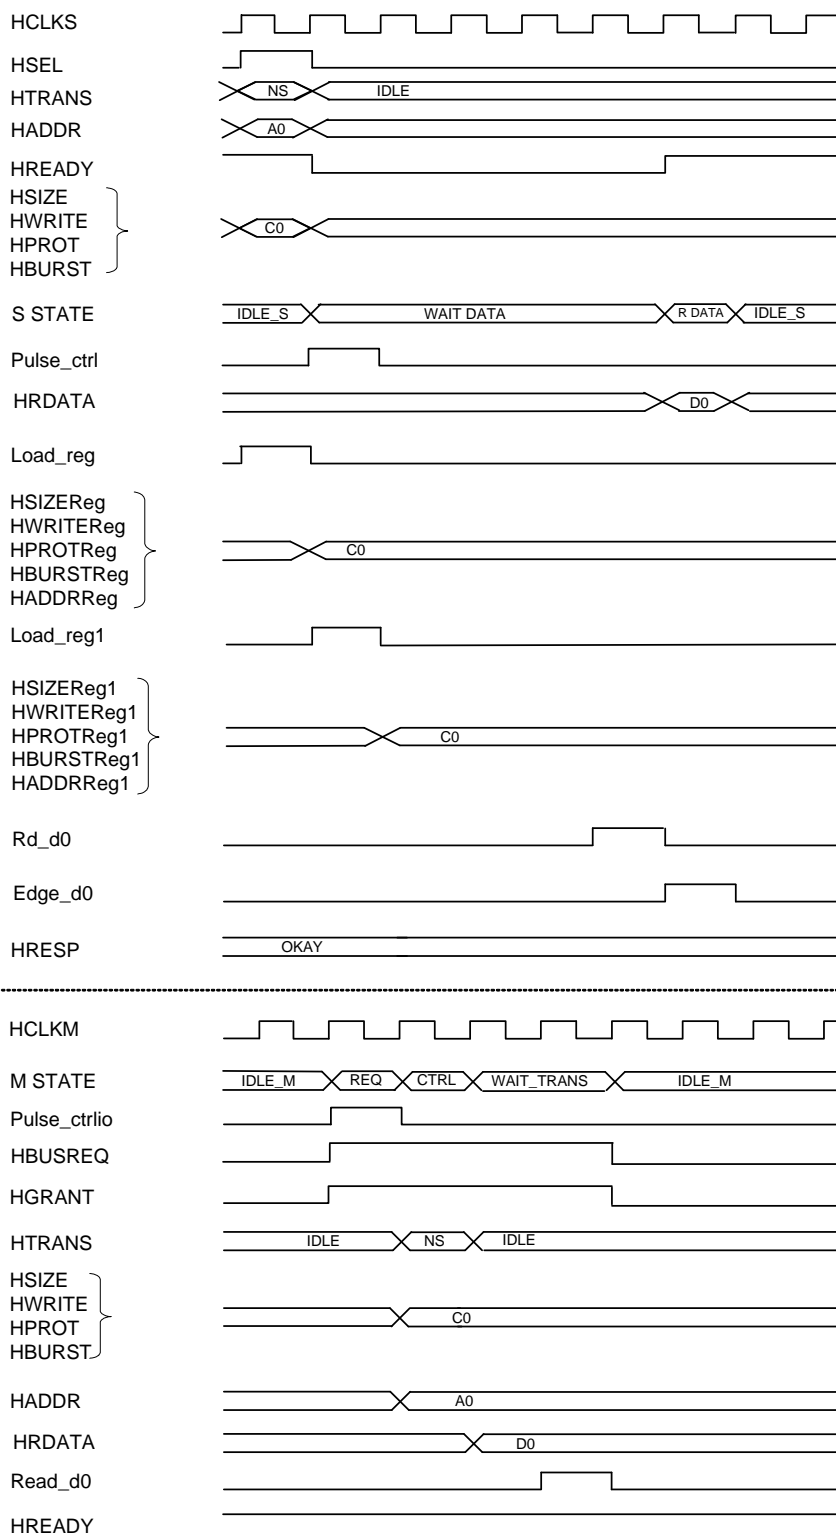 HCLKS
HSEL
HTRANS NS IDLE
HADDR A0
HREADY
HSIZE
HWRITE C0
HPROT
HBURST
S STATE IDLE_S WAIT DATA R DATA IDLE_S
Pulse_ctrl
HRDATA D0
Load_reg
HSIZEReg
HWRITEReg
HPROTReg C0
HBURSTReg
HADDRReg
Load_reg1
HSIZEReg1
HWRITEReg1
HPROTReg1 C0
HBURSTReg1
HADDRReg1
Rd_d0
Edge_d0
HRESP OKAY
HCLKM
M STATE IDLE_M REQ CTRL WAIT_TRANS IDLE_M
Pulse_ctrlio
HBUSREQ
HGRANT
HTRANS IDLE NS IDLE
HSIZE
HWRITE C0
HPROT
HBURST
HADDR A0
HRDATA D0
Read_d0
HREADY